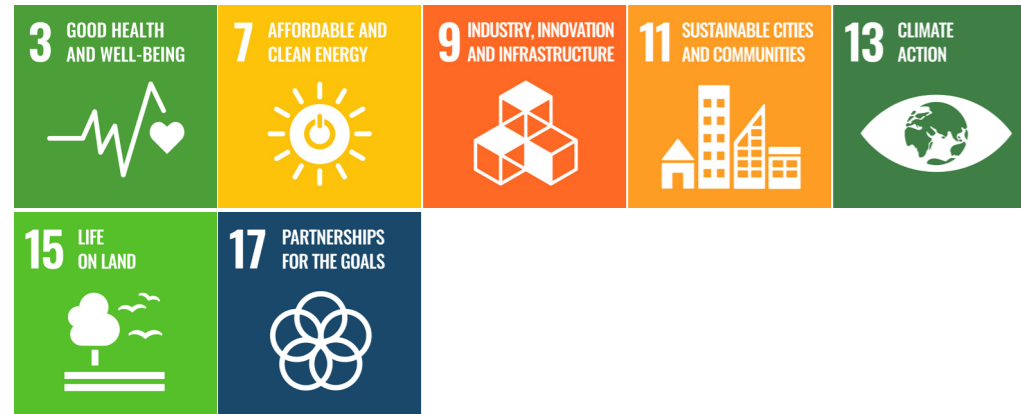 3 GOOD HEALTH
AND WELL-BEING
7 AFFORDABLE AND
CLEAN ENERGY
9 INDUSTRY, INNOVATION
AND INFRASTRUCTURE
11 SUSTAINABLE CITIES
AND COMMUNITIES
13 CLIMATE
ACTION
15 LIFE
ON LAND
17 PARTNERSHIPS
FOR THE GOALS